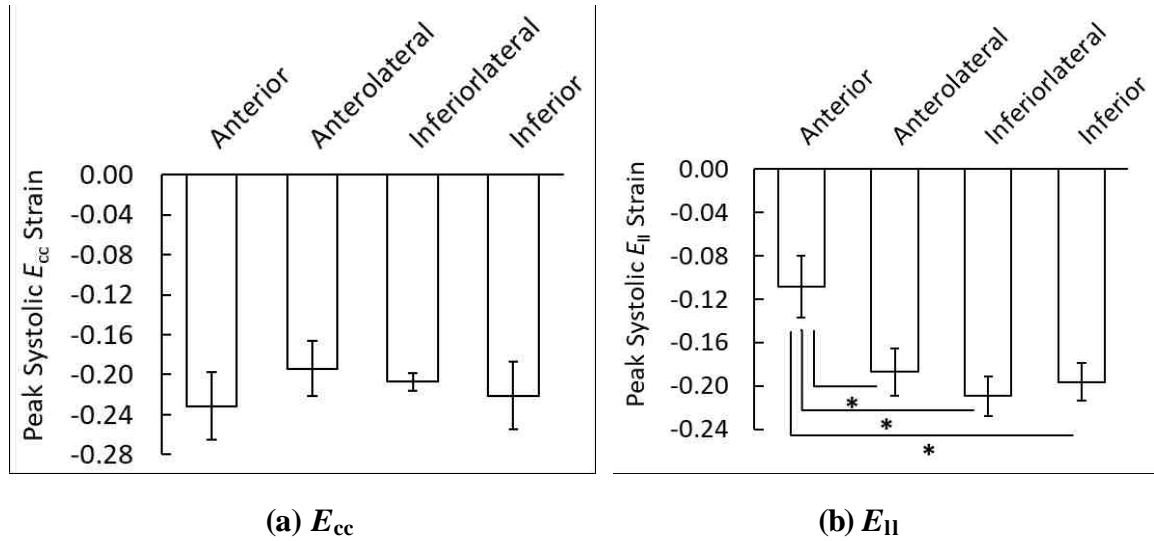 Anterior
Anterolateral
Inferiorlateral
Inferior
Peak Systolic Ecc Strain
0.00
-0.04
-0.08
-0.12
-0.16
-0.20
-0.24
-0.28
(a) Ecc
Anterior
Anterolateral
Inferiorlateral
Inferior
Peak Systolic Ell Strain
0.00
-0.04
-0.08
-0.12
-0.16
-0.20
-0.24
*
*
*
(b) Ell